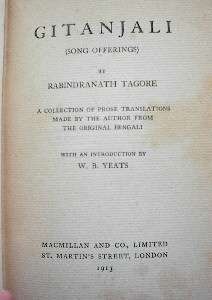 GITANJALI
(SONG OFFERINGS)
BY
RABINDRANATH TAGORE
A COLLECTION OF PROSE TRANSLATIONS
MADE BY THE AUTHOR FROM
THE ORIGINAL BENGALI
WITH AN INTRODUCTION BY
W. B. YEATS
MACMILLAN AND CO., LIMITED
ST. MARTIN'S STREET, LONDON
1913